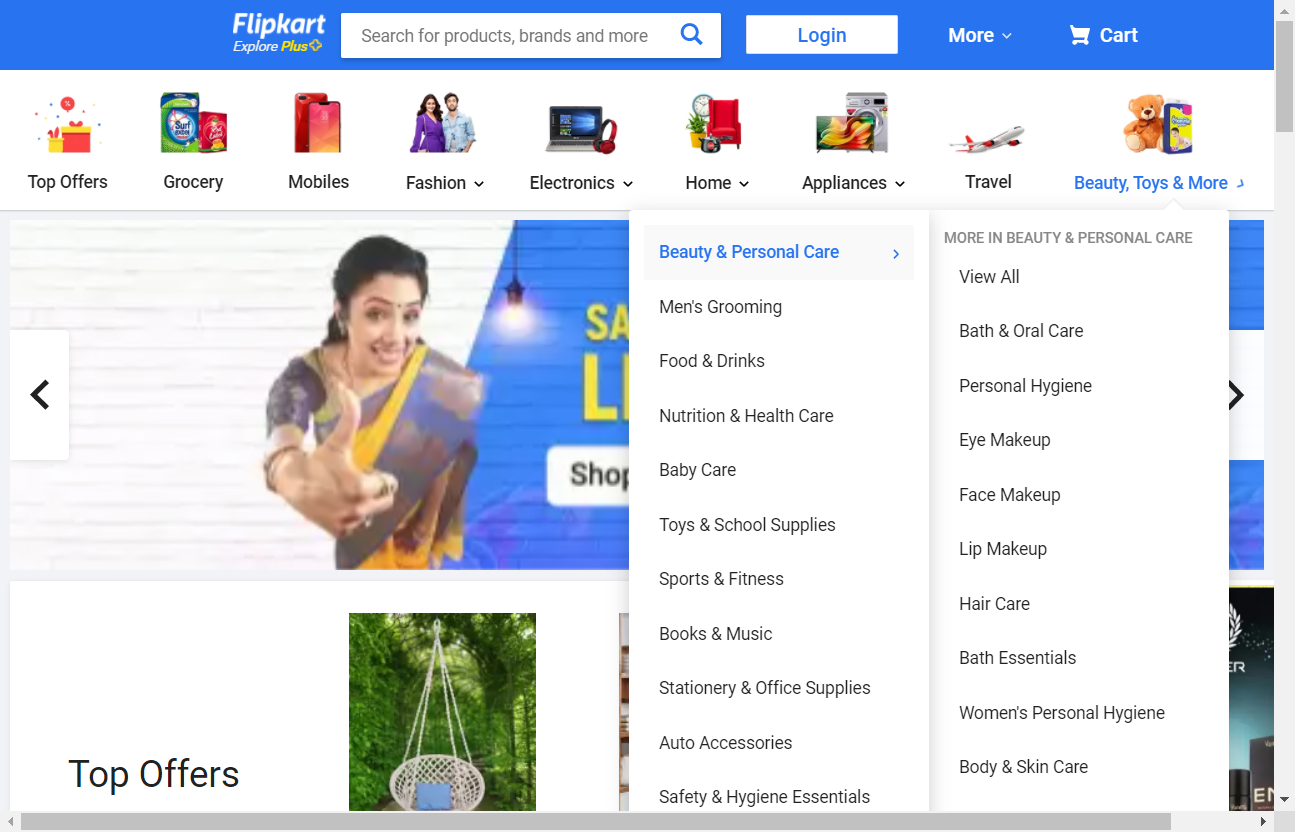 Flipkart
Explore Plus
Search for products, brands and more
Login
More
Cart
Surf excel
Top Offers
Grocery
Mobiles
Fashion
Electronics
Home
Appliances
Travel
Beauty, Toys & More
Beauty & Personal Care
Men's Grooming
Food & Drinks
Nutrition & Health Care
Baby Care
Toys & School Supplies
Sports & Fitness
Books & Music
Stationery & Office Supplies
Auto Accessories
Safety & Hygiene Essentials
MORE IN BEAUTY & PERSONAL CARE
View All
Bath & Oral Care
Personal Hygiene
Eye Makeup
Face Makeup
Lip Makeup
Hair Care
Bath Essentials
Women's Personal Hygiene
Body & Skin Care
SA
L
Shop
Top Offers
ER
EN